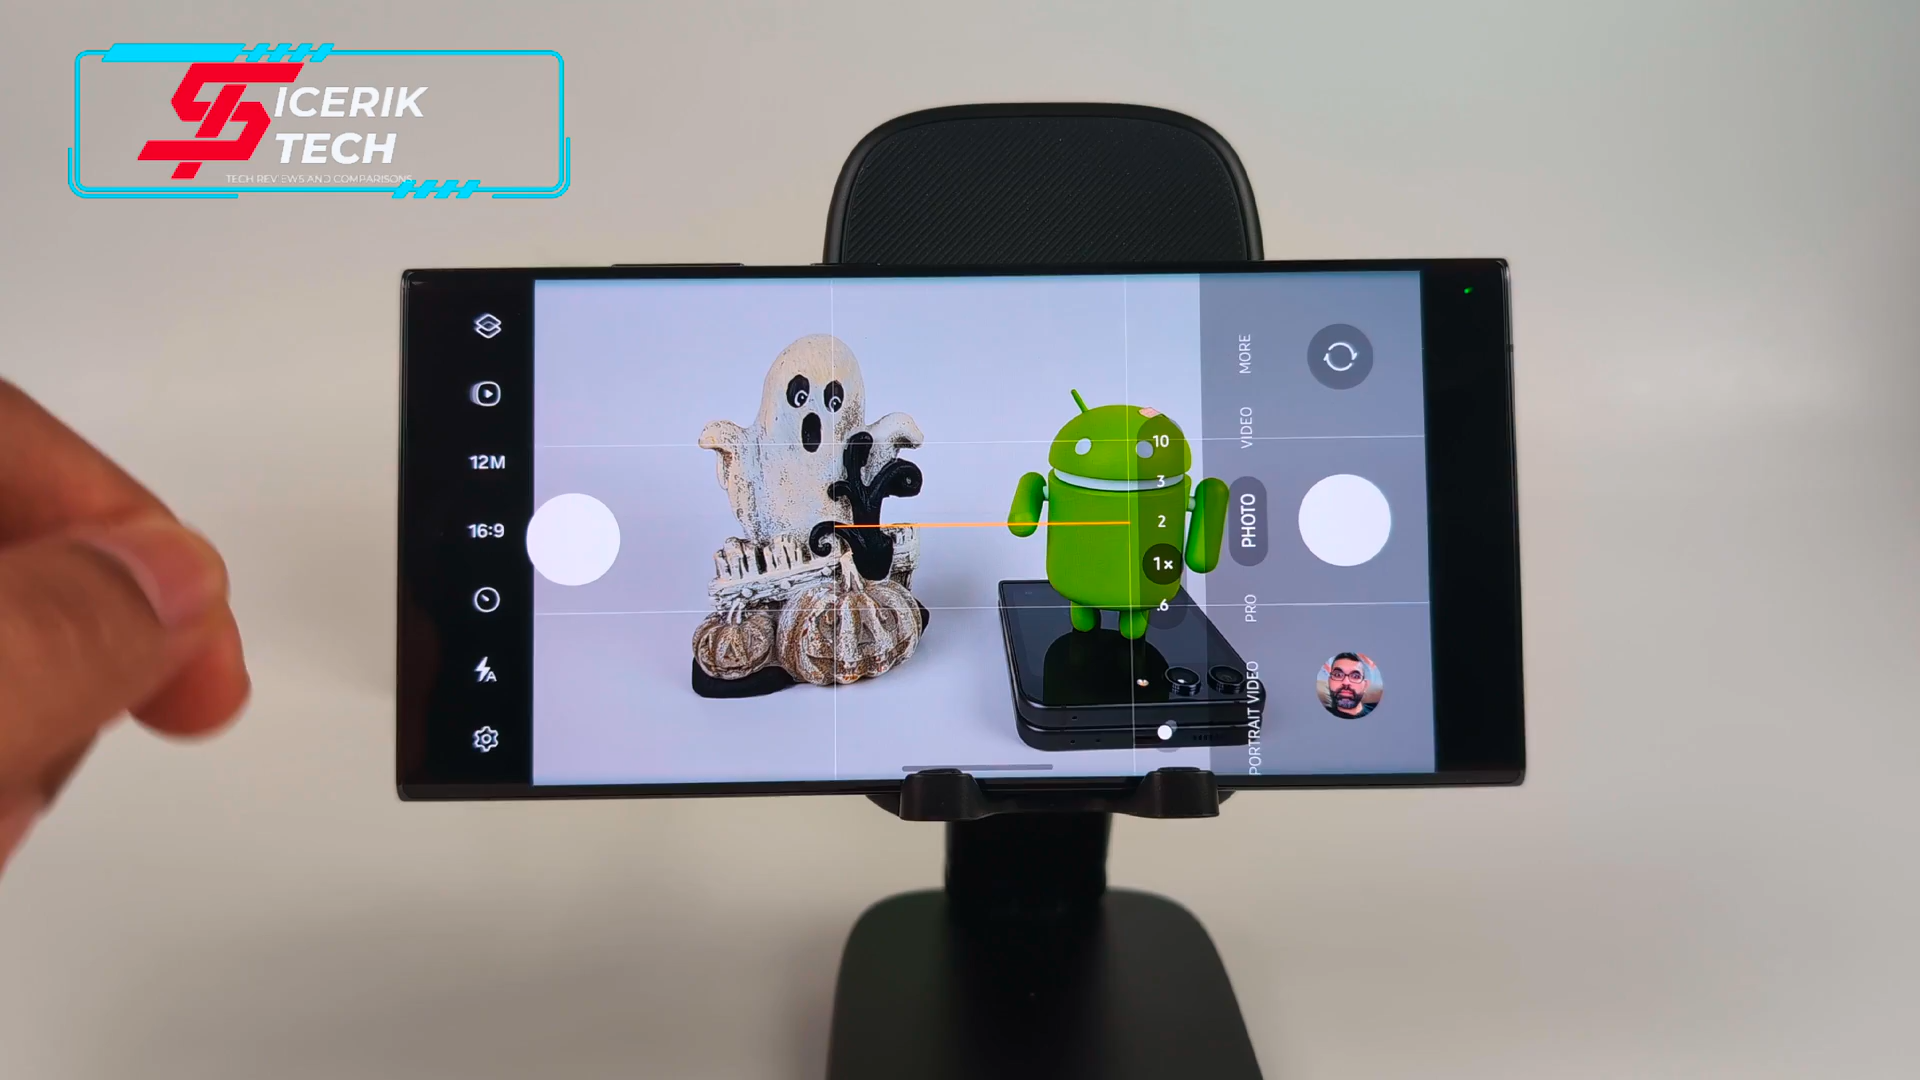 ICERIK
TECH
TECH REVIEWS AND COMPARISONS
12M
16:9
10
3
2
1×
.6
MORE
VIDEO
PHOTO
PRO
PORTRAIT VIDEO